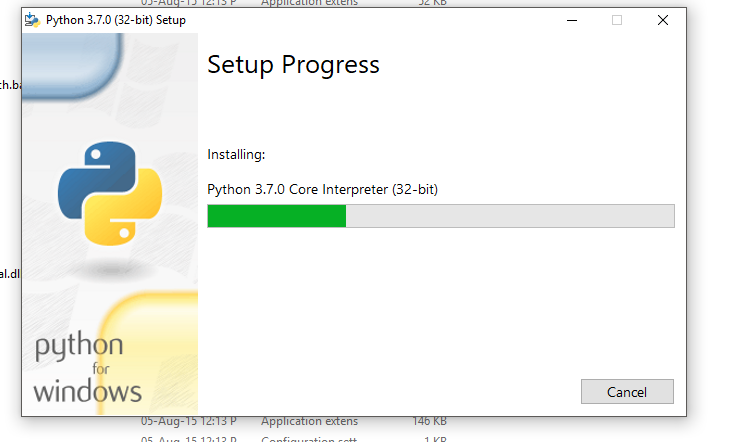 05-Aug-15 12:13 P Application extens 52 KB
Python 3.7.0 (32-bit) Setup
Setup Progress
ch.ba
Installing:
Python 3.7.0 Core Interpreter (32-bit)
al.dl
python
for
windows
Cancel
05-Aug-15 12:13 P Application extens 146 KB
05-Aug-15 12:13 P Configuration sett 1 KB